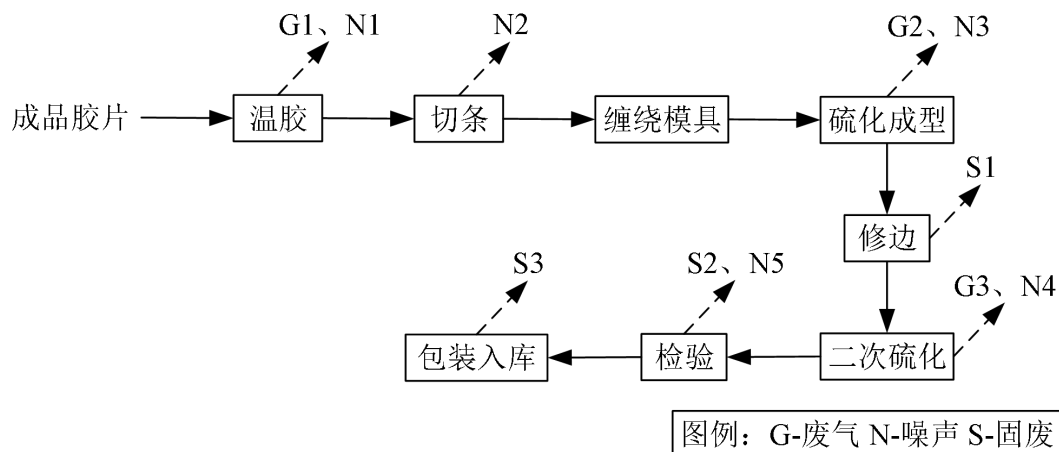 G1、N1
N2
G2、N3
成品胶片
温胶
切条
缠绕模具
硫化成型
S1
修边
S3
S2、N5
G3、N4
包装入库
检验
二次硫化
图例：G-废气 N-噪声 S-固废